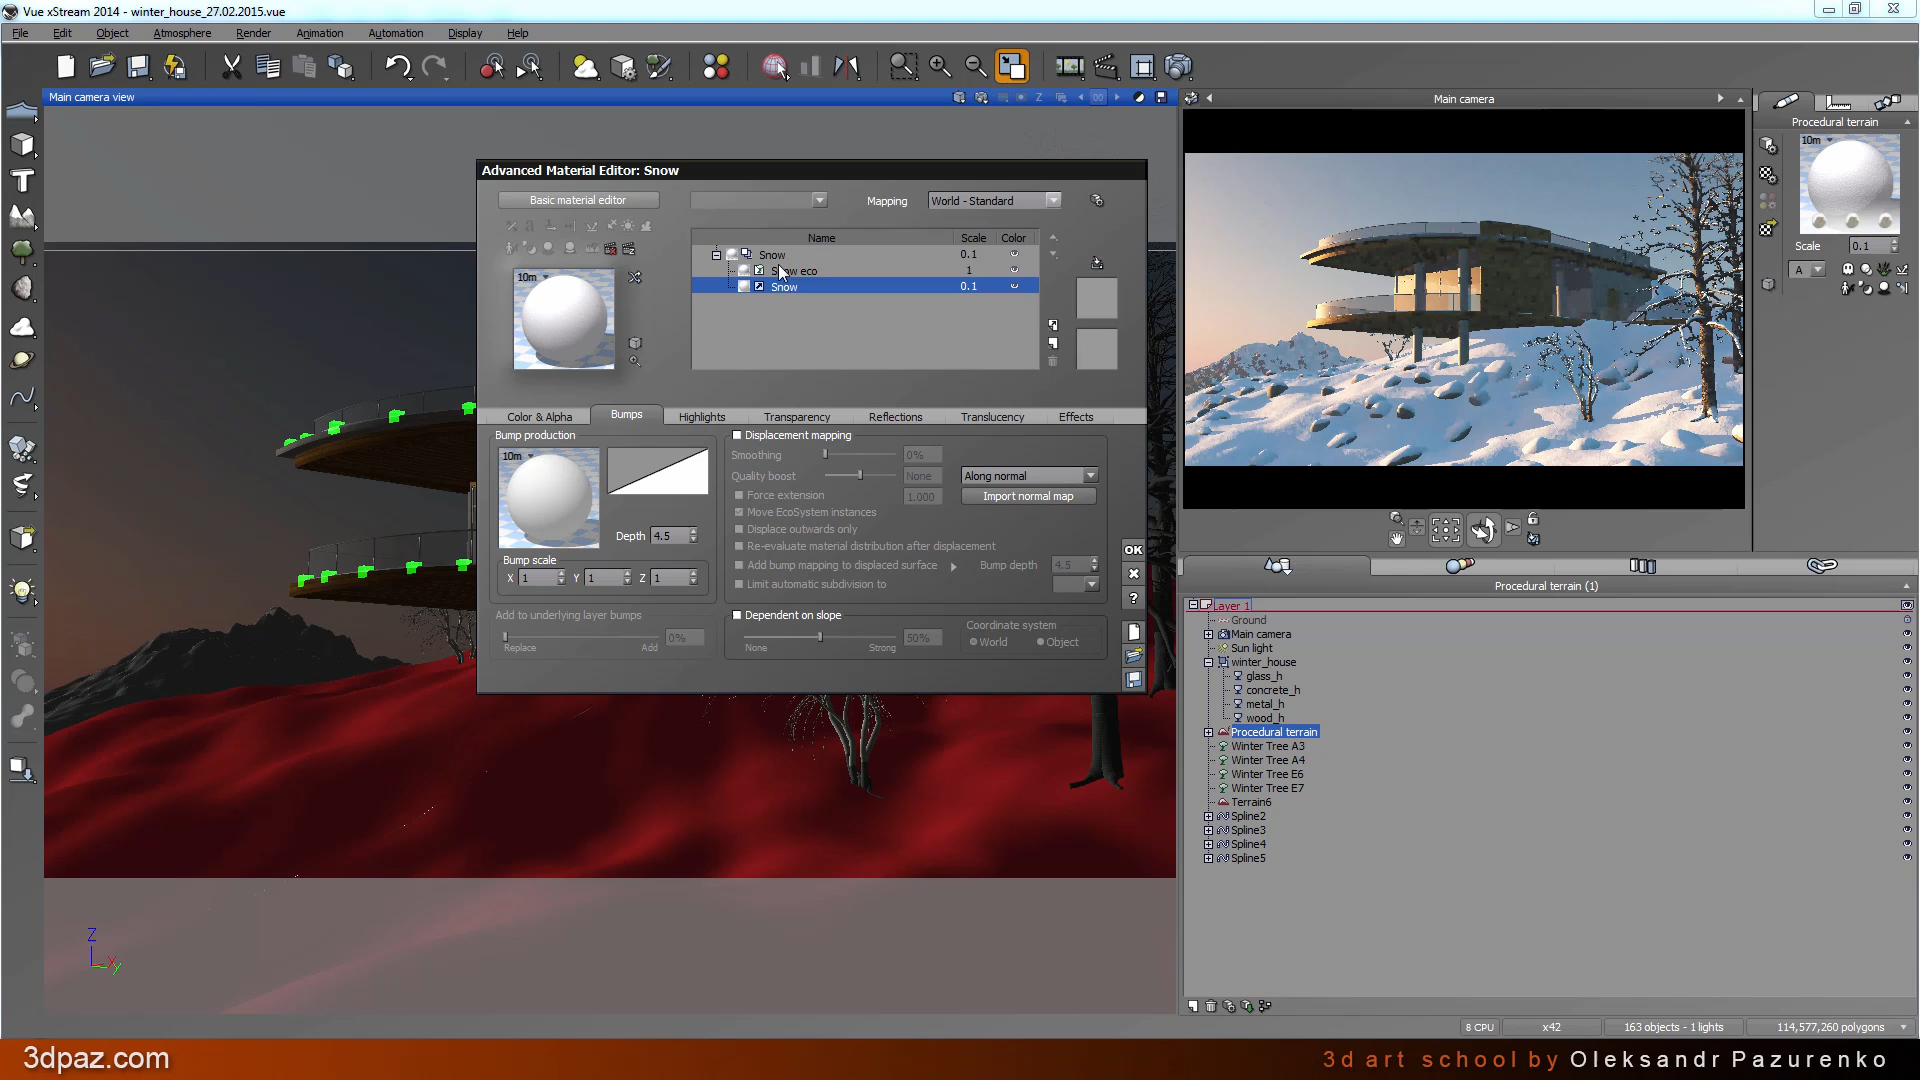 Vue xStream 2014 - winter_house_27.02.2015.vue
File Edit Object Atmosphere Render Animation Automation Display Help
Main camera view
Main camera
Procedural terrain
10m
Scale 0.1
A
Advanced Material Editor: Snow
Basic material editor
Mapping World - Standard
Name Scale Color
Snow 0.1
eco 1
Snow 0.1
10m
Color & Alpha Bumps Highlights Transparency Reflections Translucency Effects
Bump production
10m
Depth 4.5
Bump scale
X 1 Y 1 Z 1
Add to underlying layer bumps
0%
Replace Add
Displacement mapping
Smoothing 0%
Quality boost None Along normal
Force extension 1.000 Import normal map
Move EcoSystem instances
Displace outwards only
Re-evaluate material distribution after displacement
Add bump mapping to displaced surface Bump depth 4.5
Limit automatic subdivision to
Dependent on slope
50%
None Strong
Coordinate system
World Object
OK
?
Z
X
y
Procedural terrain (1)
Layer 1
Ground
Main camera
Sun light
winter_house
glass_h
concrete_h
metal_h
wood_h
Procedural terrain
Winter Tree A3
Winter Tree A4
Winter Tree E6
Winter Tree E7
Terrain6
Spline2
Spline3
Spline4
Spline5
8 CPU x42 163 objects - 1 lights 114,577,260 polygons
3dpaz.com
3d art school by Oleksandr Pazurenko